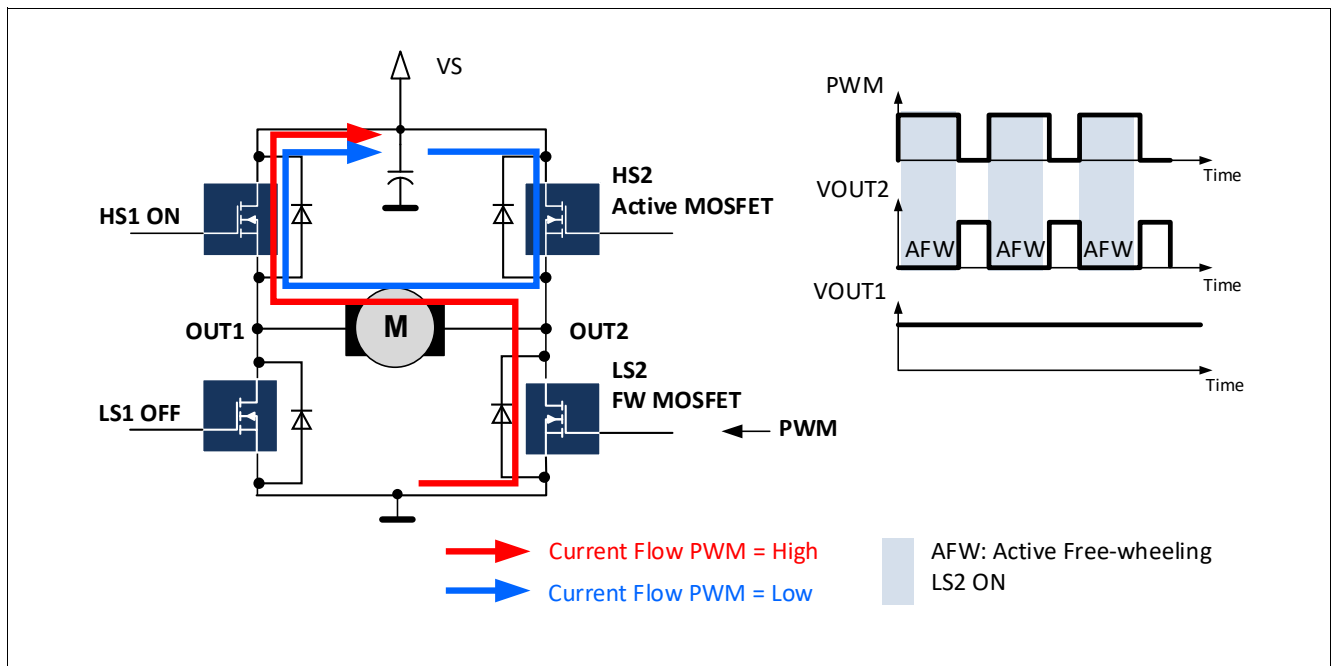 VS
HS1 ON
HS2
Active MOSFET
OUT1
M
OUT2
LS1 OFF
LS2
FW MOSFET
PWM
PWM
Time
VOUT2
AFW
AFW
AFW
Time
VOUT1
Time
Current Flow PWM = High
Current Flow PWM = Low
AFW: Active Free-wheeling
LS2 ON